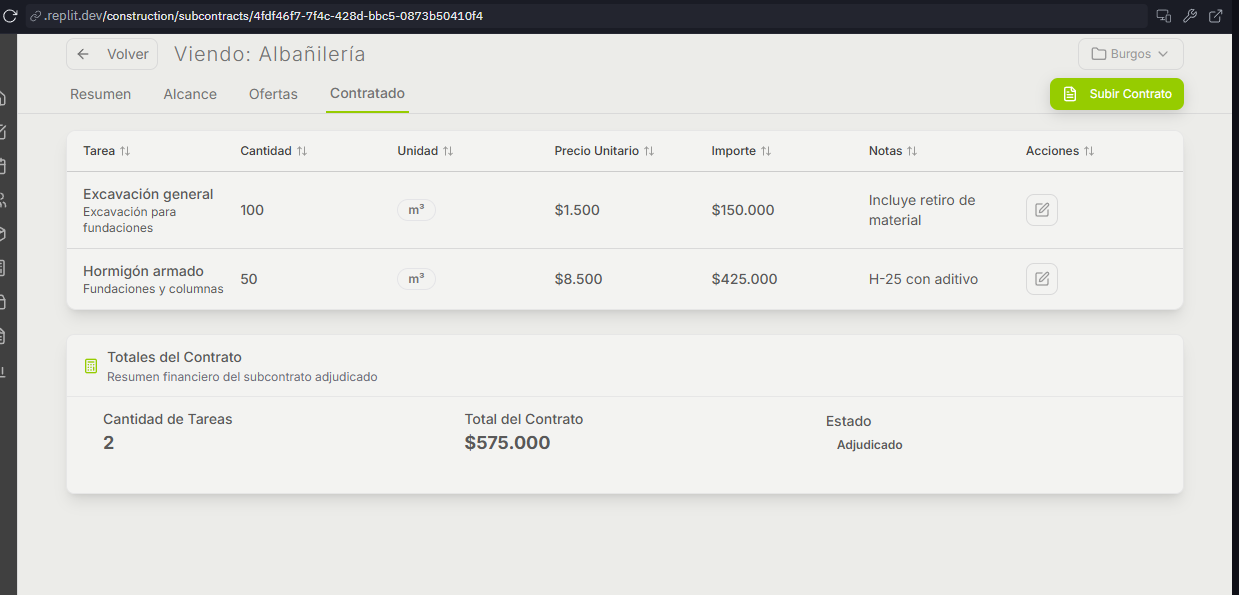 .replit.dev/construction/subcontracts/4fdf46f7-7f4c-428d-bbc5-0873b50410f4
Volver
Viendo: Albañilería
Burgos
Resumen
Alcance
Ofertas
Contratado
Subir Contrato
Tarea
Cantidad
Unidad
Precio Unitario
Importe
Notas
Acciones
Excavación general
Excavación para
fundaciones
100
m³
$1.500
$150.000
Incluye retiro de
material
Hormigón armado
Fundaciones y columnas
50
m³
$8.500
$425.000
H-25 con aditivo
Totales del Contrato
Resumen financiero del subcontrato adjudicado
Cantidad de Tareas
2
Total del Contrato
$575.000
Estado
Adjudicado